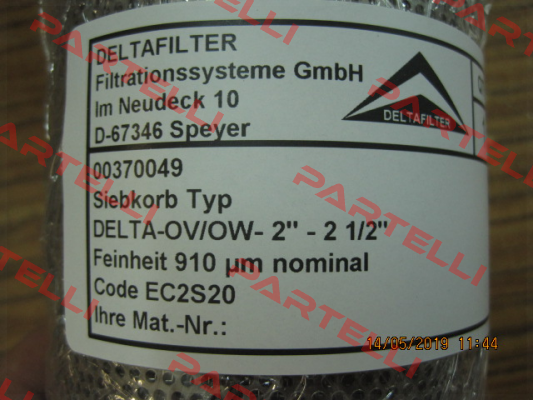 DELTAFILTER
Filtrationssysteme GmbH
Im Neudeck 10
D-67346 Speyer
DELTAFILTER
00370049
Siebkorb Typ
DELTA-OV/OW- 2" - 2 1/2"
Feinheit 910 µm nominal
Code EC2S20
Ihre Mat.-Nr.:
14/05/2019 11:44
PARTELLI
PARTELLI
PARTELLI
PARTELLI